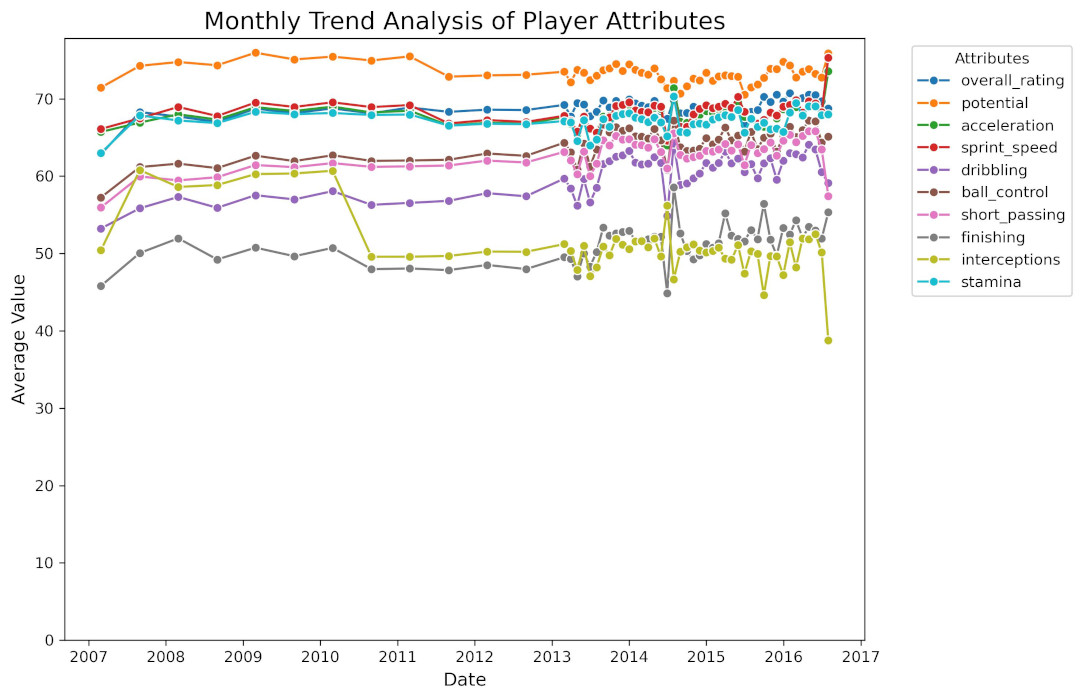 Monthly Trend Analysis of Player Attributes
Average Value
70
60
50
40
30
20
10
0
2007 2008 2009 2010 2011 2012 2013 2014 2015 2016 2017
Date
Attributes
overall_rating
potential
acceleration
sprint_speed
dribbling
ball_control
short_passing
finishing
interceptions
stamina